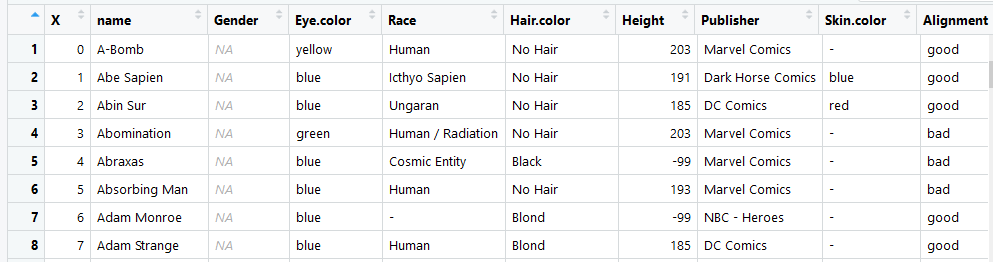 X name Gender Eye.color Race Hair.color Height Publisher Skin.color Alignment
1 0 A-Bomb NA yellow Human No Hair 203 Marvel Comics - good
2 1 Abe Sapien NA blue Icthyo Sapien No Hair 191 Dark Horse Comics blue good
3 2 Abin Sur NA blue Ungaran No Hair 185 DC Comics red good
4 3 Abomination NA green Human / Radiation No Hair 203 Marvel Comics - bad
5 4 Abraxas NA blue Cosmic Entity Black -99 Marvel Comics - bad
6 5 Absorbing Man NA blue Human No Hair 193 Marvel Comics - bad
7 6 Adam Monroe NA blue - Blond -99 NBC - Heroes - good
8 7 Adam Strange NA blue Human Blond 185 DC Comics - good